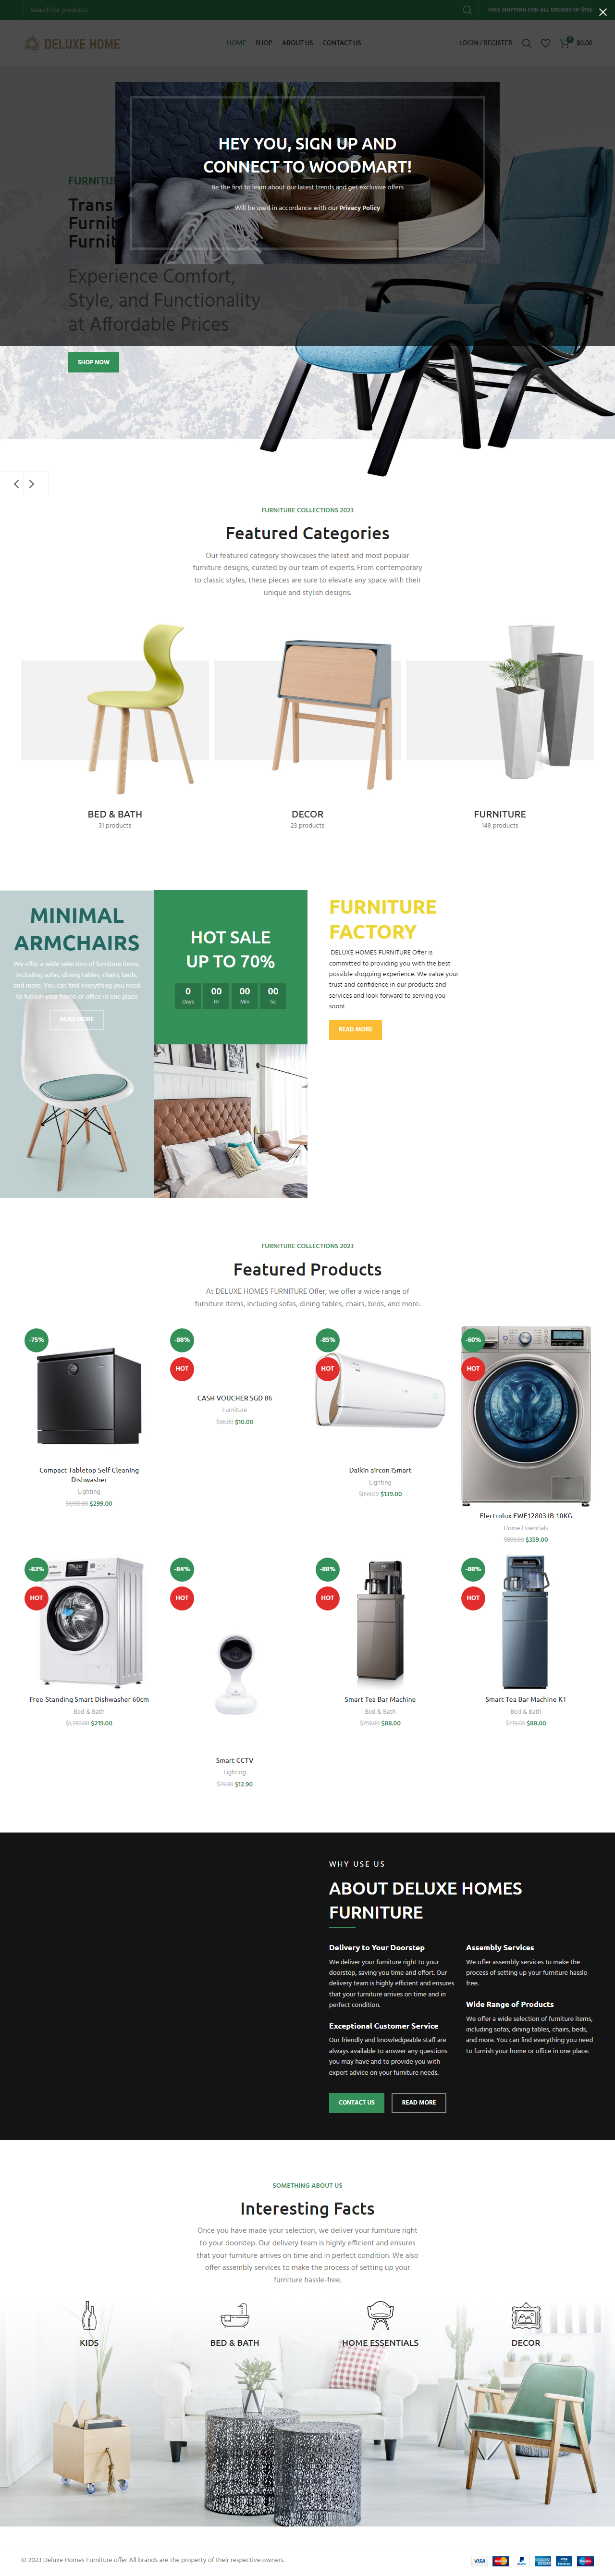 Search for products
FREE SHIPPING FOR ALL ORDERS OF $150
DELUXE HOME
HOME SHOP ABOUT US CONTACT US
LOGIN / REGISTER
0
$0.00
HEY YOU, SIGN UP AND
CONNECT TO WOODMART!
Be the first to learn about our latest trends and get exclusive offers
Will be used in accordance with our Privacy Policy
FURNITU
Trans
Furnit
Furnit
Experience Comfort,
Style, and Functionality
at Affordable Prices
SHOP NOW
FURNITURE COLLECTIONS 2023
Featured Categories
Our featured category showcases the latest and most popular
furniture designs, curated by our team of experts. From contemporary
to classic styles, these pieces are sure to elevate any space with their
unique and stylish designs.
BED & BATH
31 products
DECOR
23 products
FURNITURE
148 products
MINIMAL
ARMCHAIRS
We offer a wide selection of furniture items,
including sofas, dining tables, chairs, beds,
and more. You can find everything you need
to furnish your home or office in one place.
READ MORE
HOT SALE
UP TO 70%
0 00 00 00
Days Hr Min Sc
FURNITURE
FACTORY
DELUXE HOMES FURNITURE Offer is
committed to providing you with the best
possible shopping experience. We value your
trust and confidence in our products and
services and look forward to serving you
soon!
READ MORE
FURNITURE COLLECTIONS 2023
Featured Products
At DELUXE HOMES FURNITURE Offer, we offer a wide range of
furniture items, including sofas, dining tables, chairs, beds, and more.
-75%
Compact Tabletop Self Cleaning
Dishwasher
Lighting
$1,199.00 $299.00
-88%
HOT
CASH VOUCHER SGD 86
Furniture
$86.00 $10.00
-85%
HOT
Daikin aircon iSmart
Lighting
$899.00 $139.00
-60%
HOT
Electrolux EWF12803JB 10KG
Home Essentials
$899.00 $359.00
-83%
HOT
Free-Standing Smart Dishwasher 60cm
Bed & Bath
$1,299.00 $219.00
-84%
HOT
Smart CCTV
Lighting
$79.00 $12.90
-88%
HOT
Smart Tea Bar Machine
Bed & Bath
$759.00 $88.00
-88%
HOT
Smart Tea Bar Machine K1
Bed & Bath
$739.00 $88.00
WHY USE US
ABOUT DELUXE HOMES
FURNITURE
Delivery to Your Doorstep
We deliver your furniture right to your
doorstep, saving you time and effort. Our
delivery team is highly efficient and ensures
that your furniture arrives on time and in
perfect condition.
Exceptional Customer Service
Our friendly and knowledgeable staff are
always available to answer any questions
you may have and to provide you with
expert advice on your furniture needs.
Assembly Services
We offer assembly services to make the
process of setting up your furniture hassle-
free.
Wide Range of Products
We offer a wide selection of furniture items,
including sofas, dining tables, chairs, beds,
and more. You can find everything you need
to furnish your home or office in one place.
CONTACT US
READ MORE
SOMETHING ABOUT US
Interesting Facts
Once you have made your selection, we deliver your furniture right
to your doorstep. Our delivery team is highly efficient and ensures
that your furniture arrives on time and in perfect condition. We also
offer assembly services to make the process of setting up your
furniture hassle-free.
KIDS
BED & BATH
HOME ESSENTIALS
DECOR
© 2023 Deluxe Homes Furniture offer All brands are the property of their respective owners.
VISA